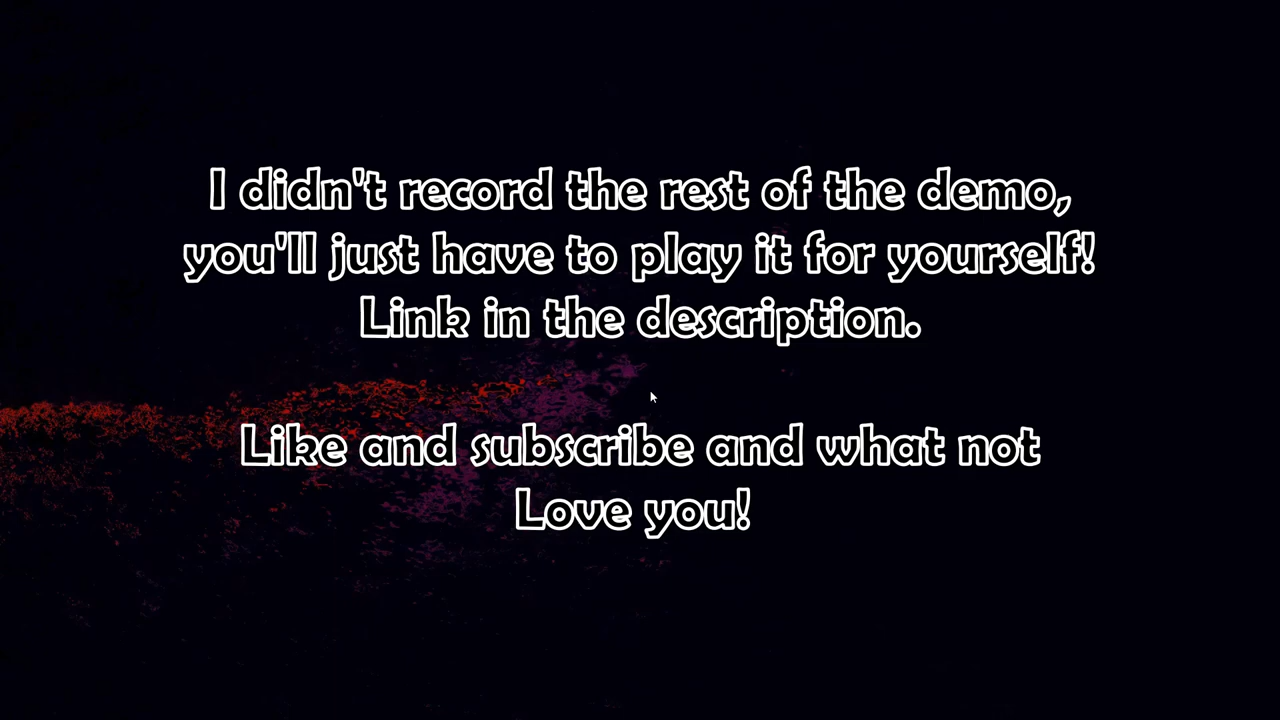 I didn't record the rest of the demo,
you'll just have to play it for yourself!
Link in the description.
Like and subscribe and what not
Love you!